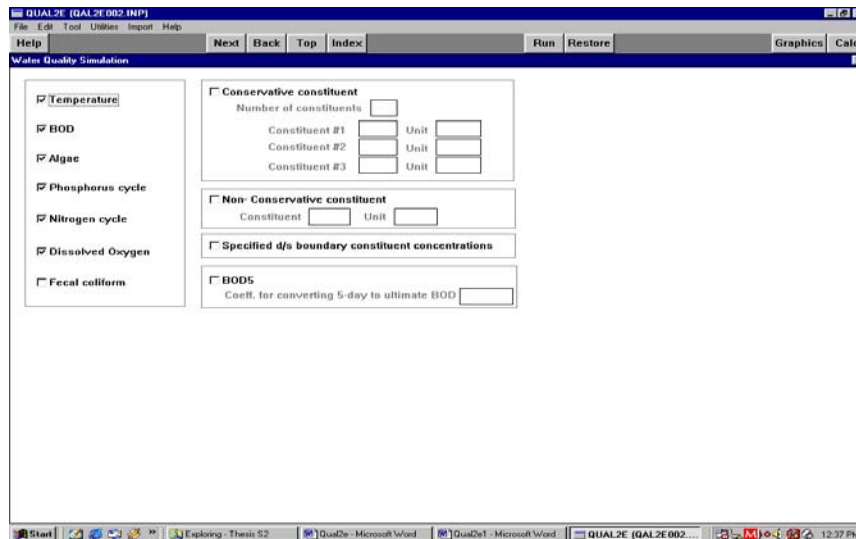 QUAL2E (QAL2E002.INP)
File Edit Tool Utilities Import Help
Help Next Back Top Index Run Restore Graphics Calc
Water Quality Simulation
Temperature
BOD
Algae
Phosphorus cycle
Nitrogen cycle
Dissolved Oxygen
Fecal coliform
Conservative constituent
Number of constituents
Constituent #1 Unit
Constituent #2 Unit
Constituent #3 Unit
Non- Conservative constituent
Constituent Unit
Specified d/s boundary constituent concentrations
BOD5
Coeff. for converting 5-day to ultimate BOD
Start Exploring - Thesis S2 Qual2e - Microsoft Word Qual2e1 - Microsoft Word QUAL2E (QAL2E002.... 12:37 PM